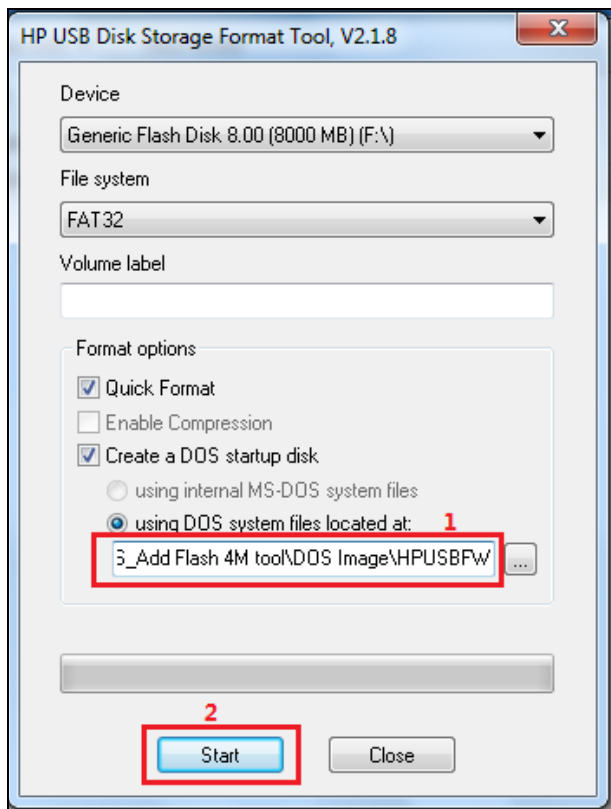 HP USB Disk Storage Format Tool, V2.1.8
Device
Generic Flash Disk 8.00 (8000 MB) (F:\)
File system
FAT32
Volume label
Format options
Quick Format
Enable Compression
Create a DOS startup disk
using internal MS-DOS system files
using DOS system files located at: 1
S_Add Flash 4M tool\DOS Image\HPUSBFW
...
2
Start Close